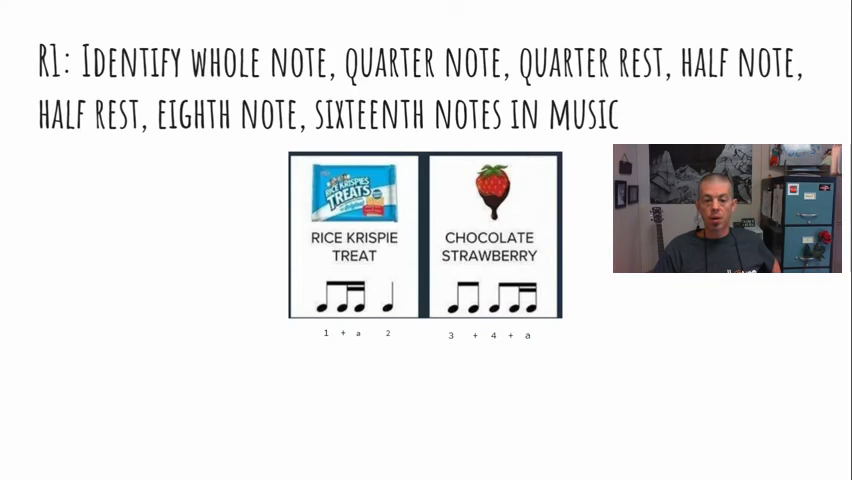 R1: Identify whole note, quarter note, quarter rest, half note,
half rest, eighth note, sixteenth notes in music
RICE KRISPIES
TREATS
RICE KRISPIE
TREAT
CHOCOLATE
STRAWBERRY
1 + a 2
3 + 4 + a